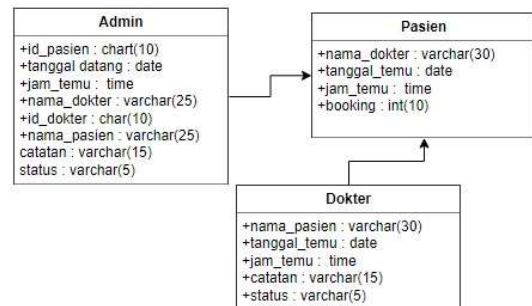 Admin
+id_pasien : chart(10)
+tanggal datang : date
+jam_temu :  time
+nama_dokter : varchar(25)
+id_dokter : char(10)
+nama_pasien : varchar(25)
catatan : varchar(15)
status : varchar(5)
Pasien
+nama_dokter : varchar(30)
+tanggal_temu : date
+jam_temu :  time
+booking : int(10)
Dokter
+nama_pasien : varchar(30)
+tanggal_temu : date
+jam_temu :  time
+catatan : varchar(15)
+status : varchar(5)